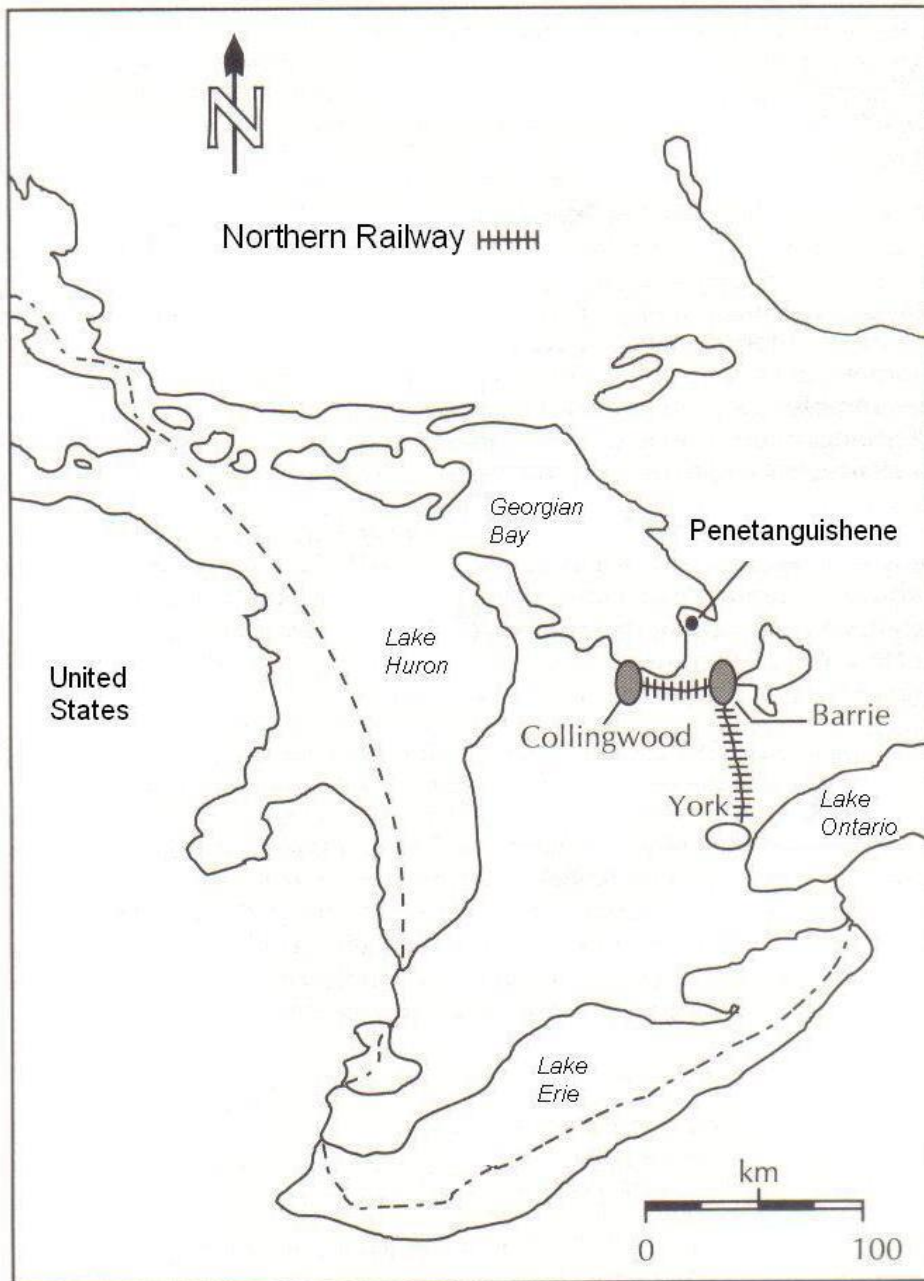 N
Northern Railway
Georgian
Bay
Penetanguishene
Lake
Huron
United
States
Collingwood
Barrie
York
Lake
Ontario
Lake
Erie
km
0 100